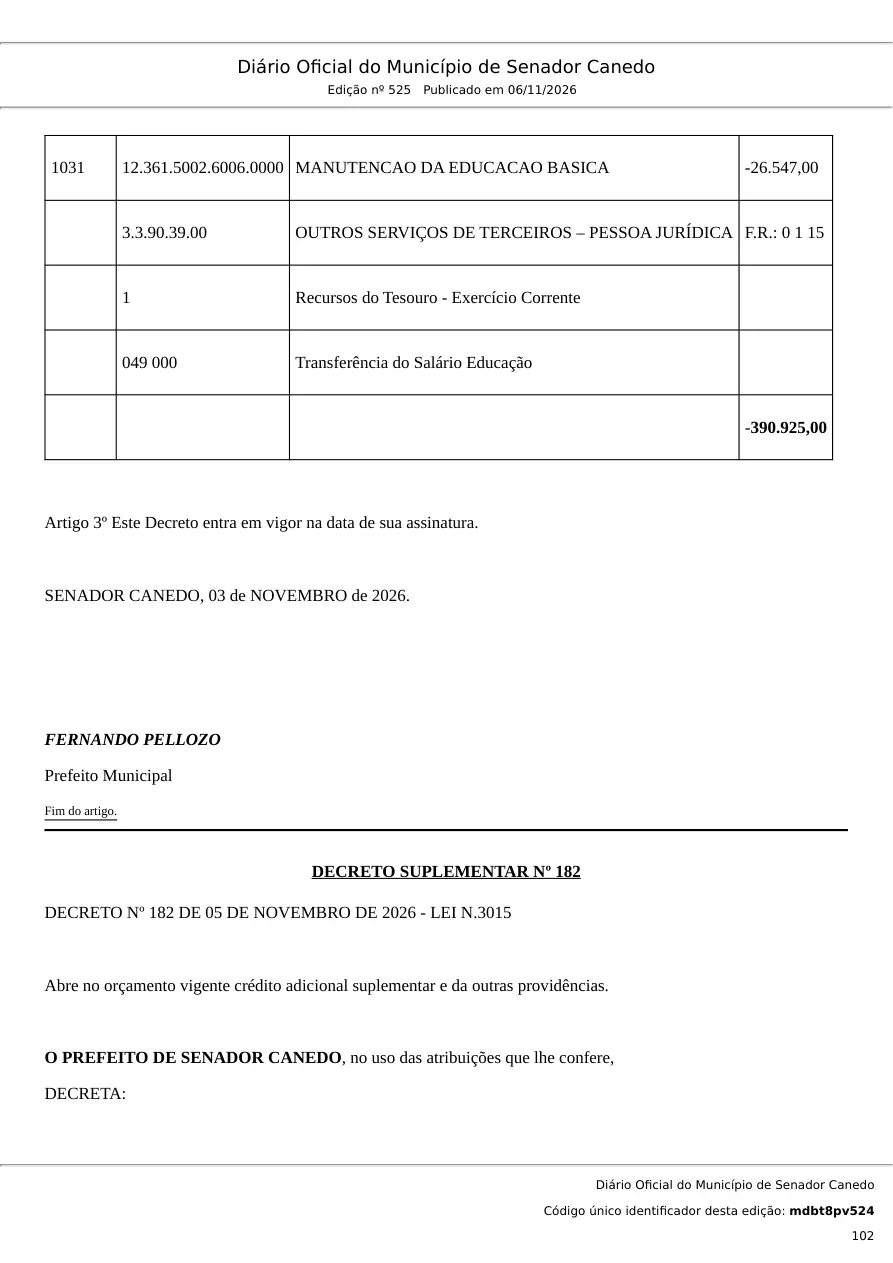 Diário Oficial do Município de Senador Canedo
Edição nº 525 Publicado em 06/11/2026
1031 12.361.5002.6006.0000 MANUTENCAO DA EDUCACAO BASICA -26.547,00
3.3.90.39.00 OUTROS SERVIÇOS DE TERCEIROS – PESSOA JURÍDICA F.R.: 0 1 15
1 Recursos do Tesouro - Exercício Corrente
049 000 Transferência do Salário Educação
-390.925,00
Artigo 3º Este Decreto entra em vigor na data de sua assinatura.
SENADOR CANEDO, 03 de NOVEMBRO de 2026.
FERNANDO PELLOZO
Prefeito Municipal
Fim do artigo.
DECRETO SUPLEMENTAR Nº 182
DECRETO Nº 182 DE 05 DE NOVEMBRO DE 2026 - LEI N.3015
Abre no orçamento vigente crédito adicional suplementar e da outras providências.
O PREFEITO DE SENADOR CANEDO, no uso das atribuições que lhe confere,
DECRETA:
Diário Oficial do Município de Senador Canedo
Código único identificador desta edição: mdbt8pv524
102